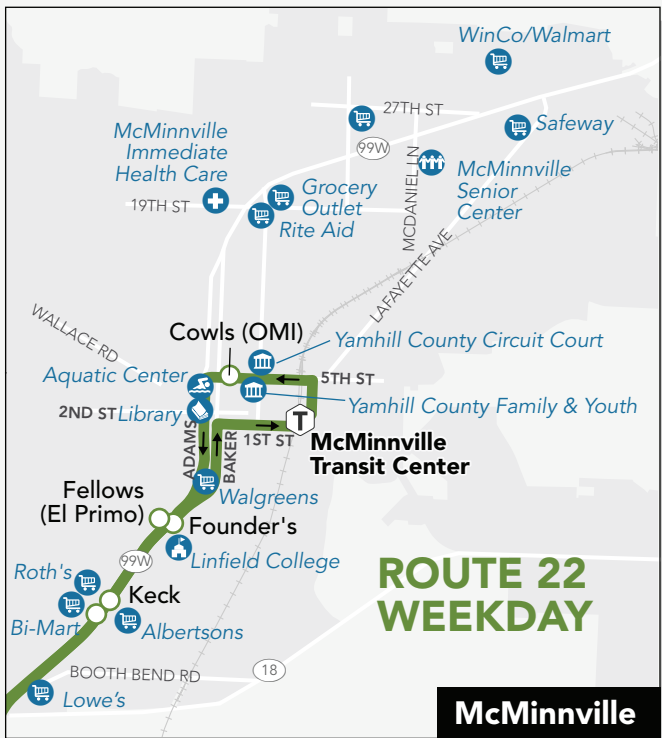 WinCo/Walmart
27TH ST
McMinnville
Immediate
Health Care
99W
Safeway
MCDANIEL LN
McMinnville
Senior
Center
19TH ST
Grocery
Outlet
Rite Aid
LAFAYETTE AVE
WALLACE RD
Cowls (OMI)
Yamhill County Circuit Court
Aquatic Center
5TH ST
2ND ST
Library
Yamhill County Family & Youth
ADAMS
BAKER
1ST ST
T
McMinnville
Transit Center
Walgreens
Fellows
(El Primo)
Founder's
99W
Linfield College
ROUTE 22
WEEKDAY
Roth's
Keck
Bi-Mart
Albertsons
BOOTH BEND RD
18
Lowe's
McMinnville